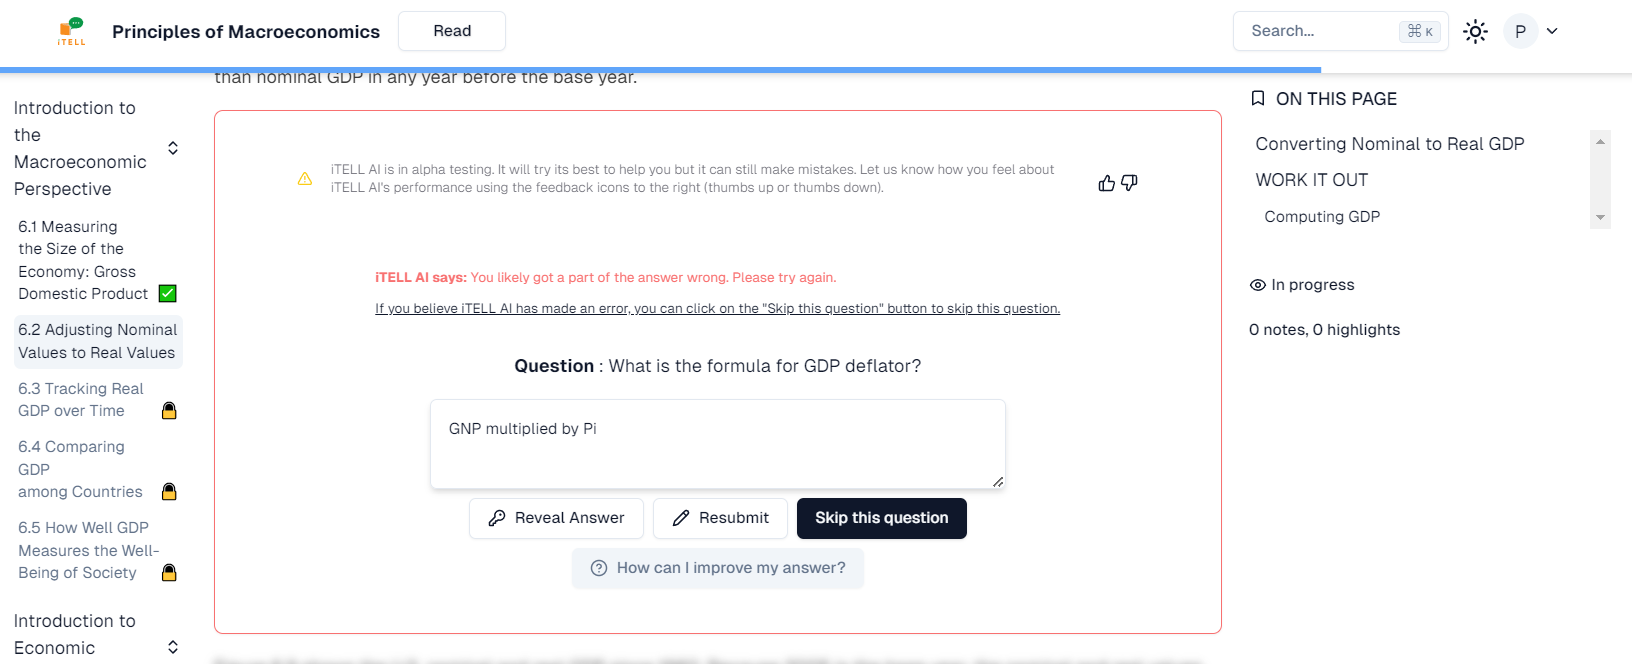 iTELL
Principles of Macroeconomics
Read
Search...
⌘ K
P
than nominal GDP in any year before the base year.
Introduction to
the
Macroeconomic
Perspective
6.1 Measuring
the Size of the
Economy: Gross
Domestic Product ✅
6.2 Adjusting Nominal
Values to Real Values
6.3 Tracking Real
GDP over Time
6.4 Comparing
GDP
among Countries
6.5 How Well GDP
Measures the Well-
Being of Society
Introduction to
Economic
iTELL AI is in alpha testing. It will try its best to help you but it can still make mistakes. Let us know how you feel about
iTELL AI's performance using the feedback icons to the right (thumbs up or thumbs down).
iTELL AI says: You likely got a part of the answer wrong. Please try again.
If you believe iTELL AI has made an error, you can click on the "Skip this question" button to skip this question.
Question : What is the formula for GDP deflator?
GNP multiplied by Pi
Reveal Answer
Resubmit
Skip this question
How can I improve my answer?
ON THIS PAGE
Converting Nominal to Real GDP
WORK IT OUT
Computing GDP
In progress
0 notes, 0 highlights